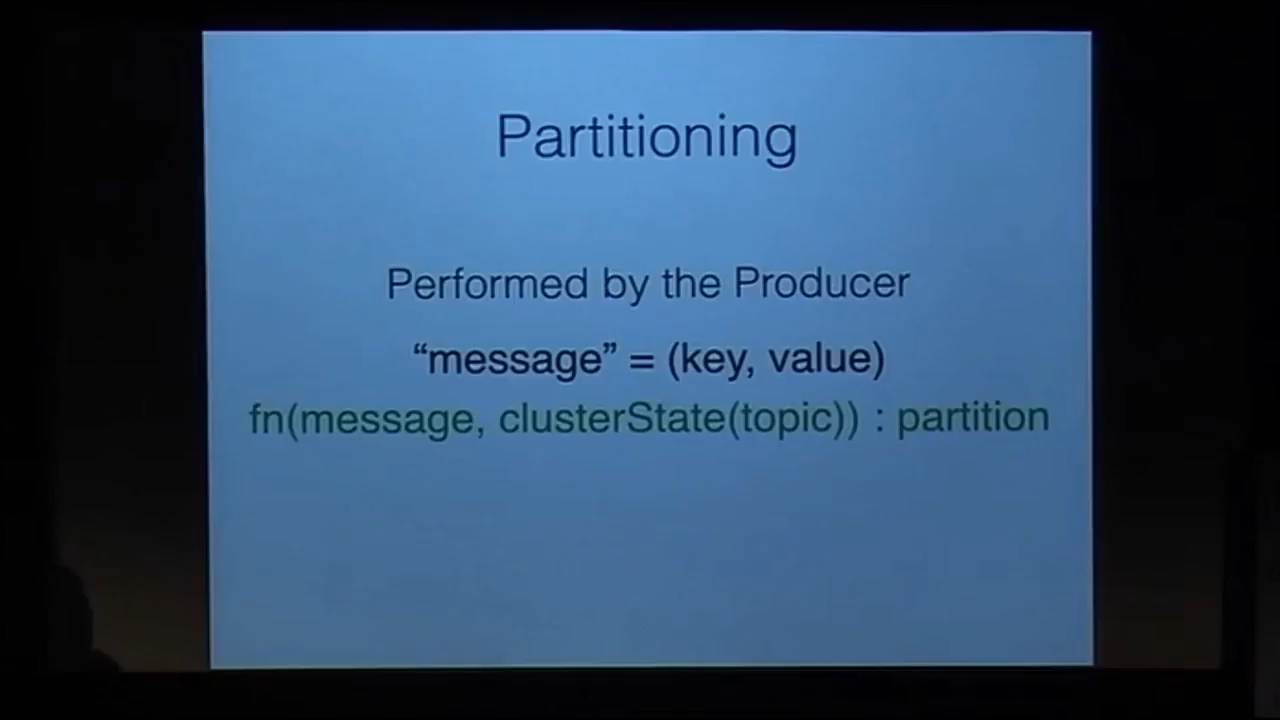 Partitioning
Performed by the Producer
“message” = (key, value)
fn(message, clusterState(topic)) : partition